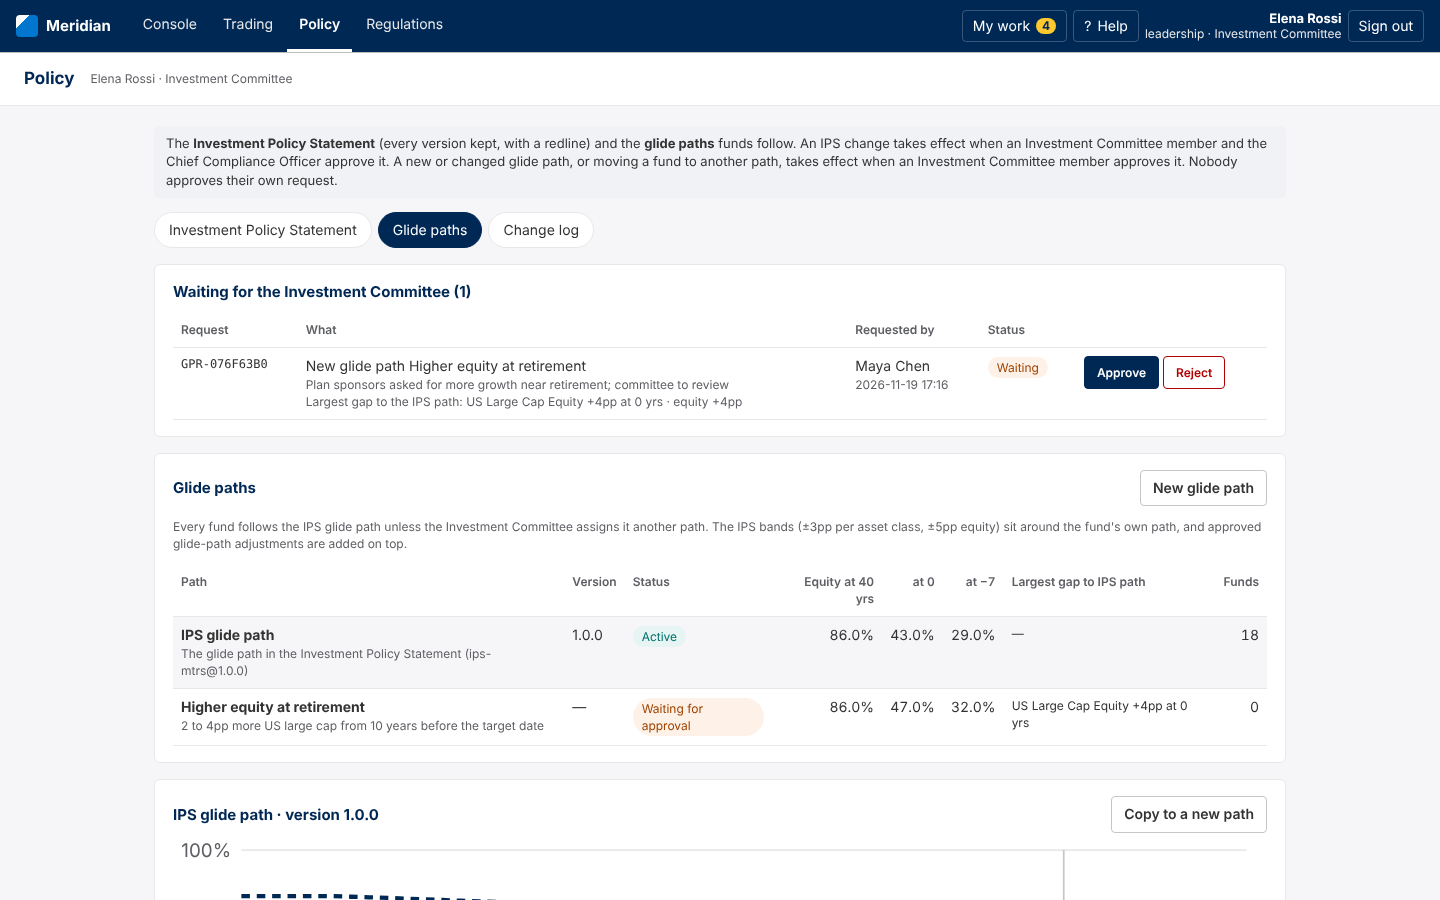 Meridian
Console
Trading
Policy
Regulations
My work 4
? Help
Elena Rossi
leadership · Investment Committee
Sign out
Policy
Elena Rossi · Investment Committee
The Investment Policy Statement (every version kept, with a redline) and the glide paths funds follow. An IPS change takes effect when an Investment Committee member and the
Chief Compliance Officer approve it. A new or changed glide path, or moving a fund to another path, takes effect when an Investment Committee member approves it. Nobody
approves their own request.
Investment Policy Statement
Glide paths
Change log
Waiting for the Investment Committee (1)
Request What Requested by Status
GPR-076F63B0 New glide path Higher equity at retirement Maya Chen Waiting Approve Reject
Plan sponsors asked for more growth near retirement; committee to review 2026-11-19 17:16
Largest gap to the IPS path: US Large Cap Equity +4pp at 0 yrs · equity +4pp
Glide paths
New glide path
Every fund follows the IPS glide path unless the Investment Committee assigns it another path. The IPS bands (±3pp per asset class, ±5pp equity) sit around the fund's own path, and approved
glide-path adjustments are added on top.
Path Version Status Equity at 40 at 0 at −7 Largest gap to IPS path Funds
yrs
IPS glide path 1.0.0 Active 86.0% 43.0% 29.0% — 18
The glide path in the Investment Policy Statement (ips-
mtrs@1.0.0)
Higher equity at retirement — Waiting for 86.0% 47.0% 32.0% US Large Cap Equity +4pp at 0 0
2 to 4pp more US large cap from 10 years before the target date approval yrs
IPS glide path · version 1.0.0
Copy to a new path
100%